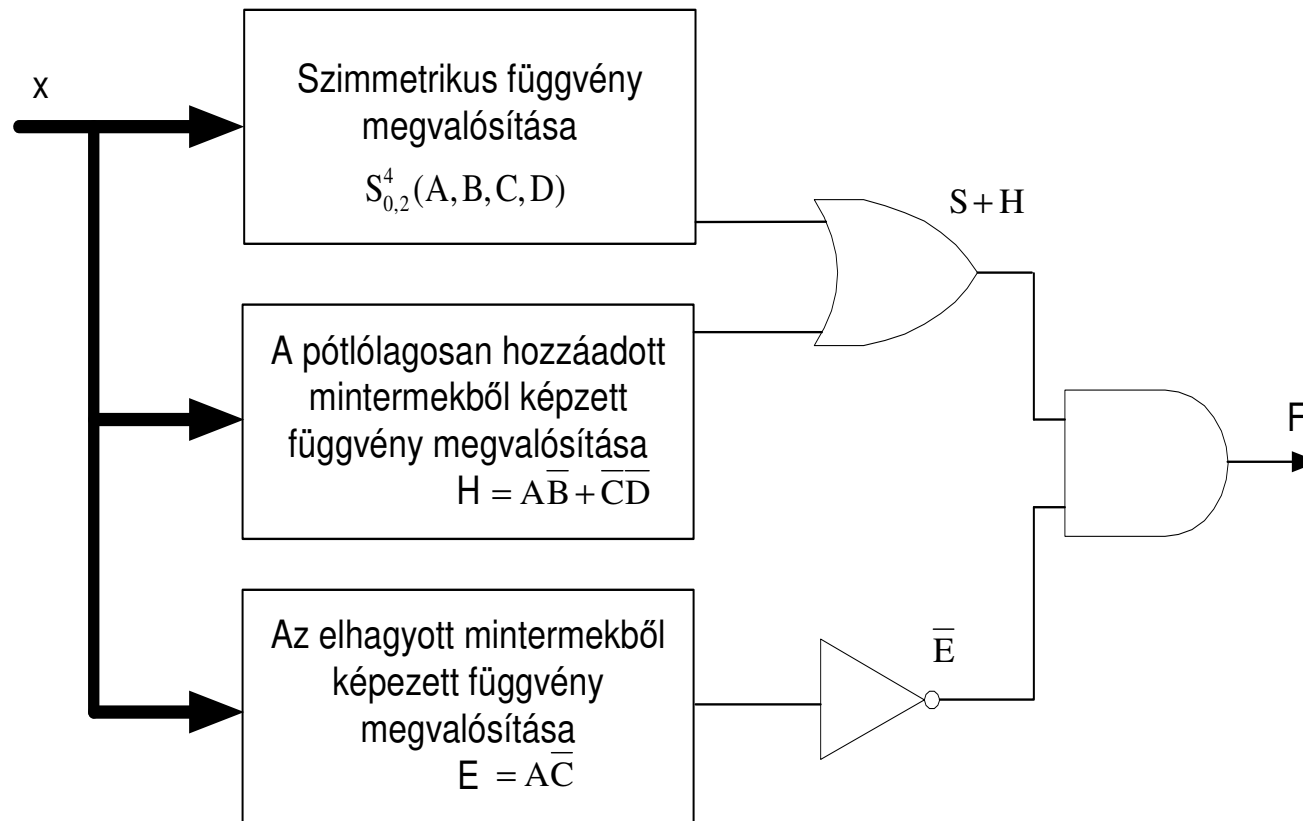 x
Szimmetrikus függvény
megvalósítása
S⁴₀,₂(A, B, C, D)
S + H
A pótlólagosan hozzáadott
mintermekből képzett
függvény megvalósítása
H = AB̅ + C̅D̅
F
Az elhagyott mintermekből
képezett függvény
megvalósítása
E = AC̅
E̅